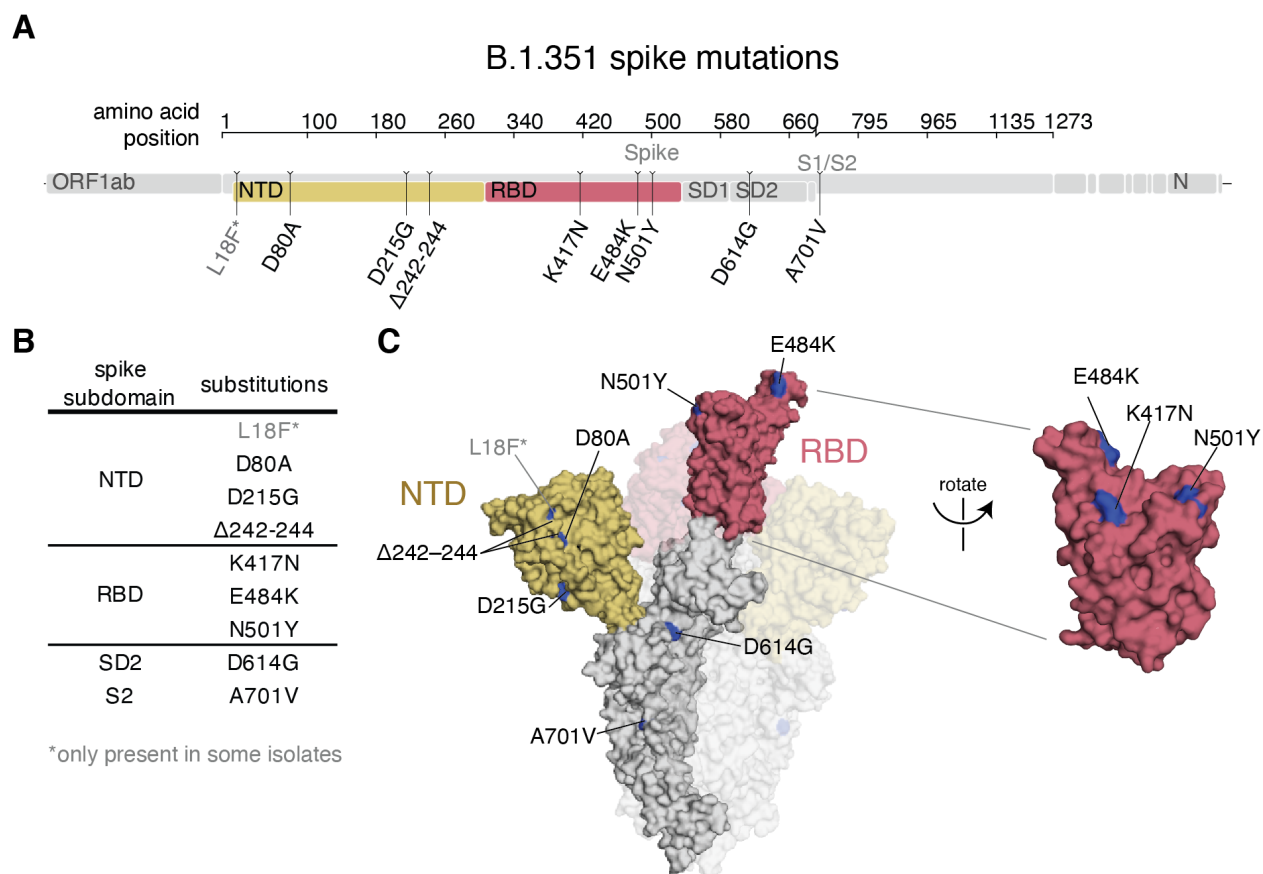 A
B.1.351 spike mutations
amino acid
position
1 100 180 260 340 420 500 580 660 795 965 1135 1273
Spike
S1/S2
ORF1ab NTD RBD SD1 SD2 N
L18F* D80A D215G Δ242-244 K417N E484K N501Y D614G A701V
B
spike
subdomain
substitutions
NTD
L18F*
D80A
D215G
Δ242-244
RBD
K417N
E484K
N501Y
SD2 D614G
S2 A701V
*only present in some isolates
C
E484K
N501Y
D80A
L18F*
NTD
RBD
Δ242–244
D215G
D614G
A701V
rotate
E484K
K417N
N501Y